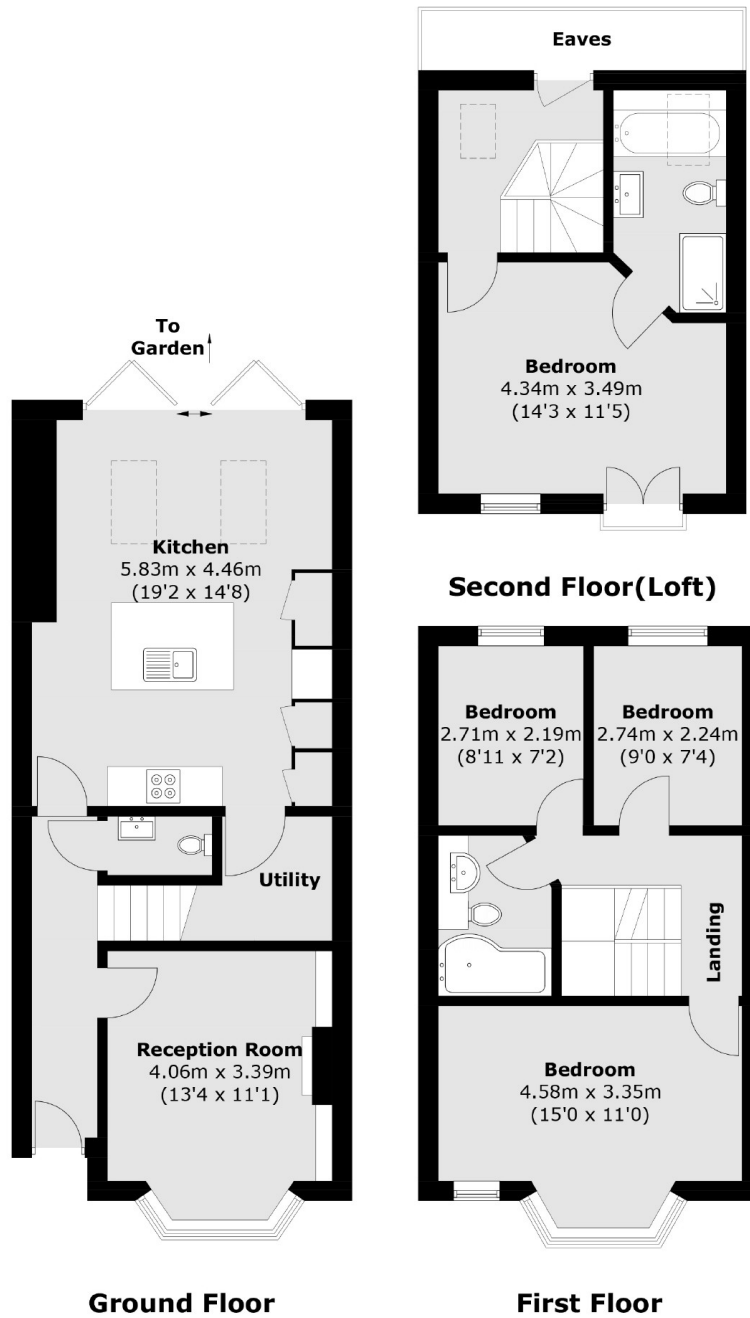 Eaves
Bedroom
4.34m x 3.49m
(14'3 x 11'5)
Second Floor(Loft)
To
Garden
Kitchen
5.83m x 4.46m
(19'2 x 14'8)
Utility
Reception Room
4.06m x 3.39m
(13'4 x 11'1)
Ground Floor
Bedroom
2.71m x 2.19m
(8'11 x 7'2)
Bedroom
2.74m x 2.24m
(9'0 x 7'4)
Landing
Bedroom
4.58m x 3.35m
(15'0 x 11'0)
First Floor